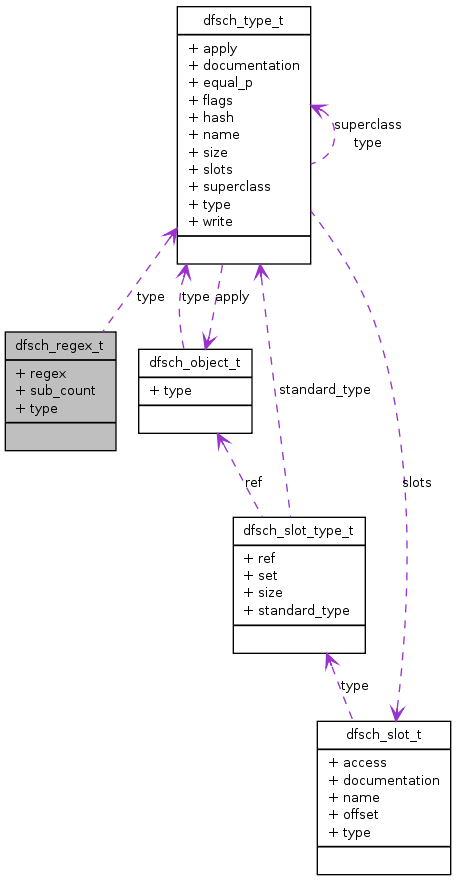 dfsch_type_t
+ apply
+ documentation
+ equal_p
+ flags
+ hash
+ name
+ size
+ slots
+ superclass
+ type
+ write
superclass
type
type
type
apply
dfsch_regex_t
+ regex
+ sub_count
+ type
dfsch_object_t
+ type
standard_type
ref
slots
dfsch_slot_type_t
+ ref
+ set
+ size
+ standard_type
type
dfsch_slot_t
+ access
+ documentation
+ name
+ offset
+ type